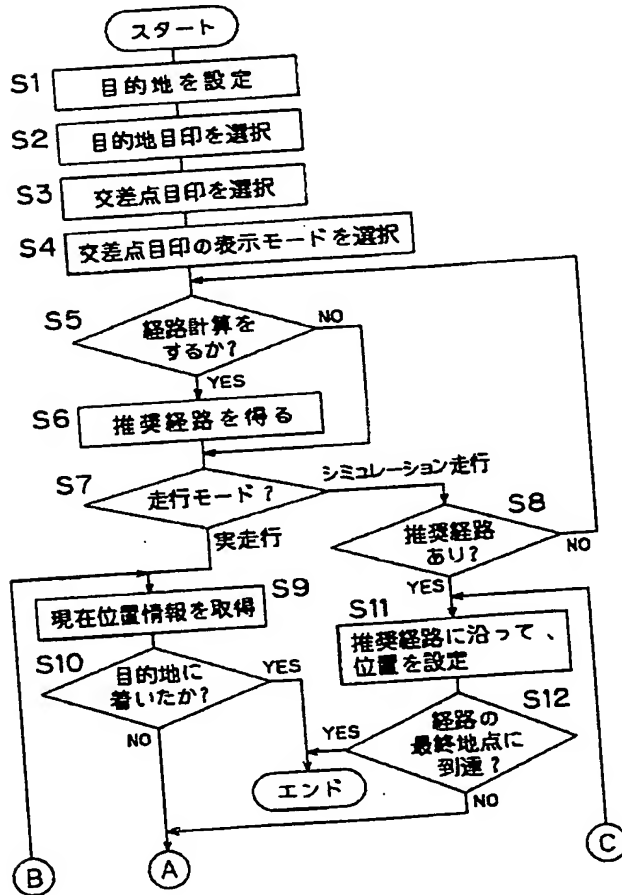 スタート
S1
目的地を設定
S2
目的地目印を選択
S3
交差点目印を選択
S4
交差点目印の表示モードを選択
S5
経路計算を
するか?
NO
YES
S6
推奨経路を得る
S7
走行モード?
シミュレーション走行
実走行
S8
推奨経路
あり?
NO
YES
S9
現在位置情報を取得
S10
目的地に
着いたか?
YES
NO
S11
推奨経路に沿って、
位置を設定
S12
経路の
最終地点に
到達?
YES
NO
エンド
B
A
C